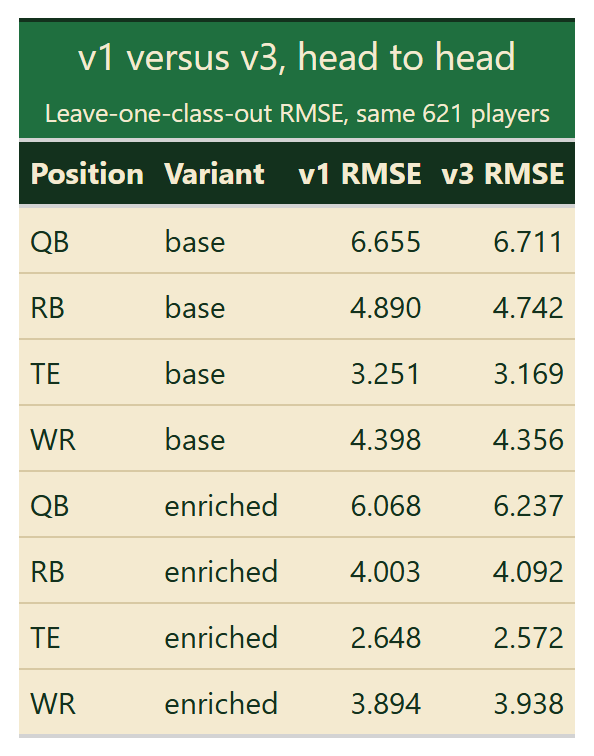 v1 versus v3, head to head
Leave-one-class-out RMSE, same 621 players
Position Variant v1 RMSE v3 RMSE
QB base 6.655 6.711
RB base 4.890 4.742
TE base 3.251 3.169
WR base 4.398 4.356
QB enriched 6.068 6.237
RB enriched 4.003 4.092
TE enriched 2.648 2.572
WR enriched 3.894 3.938